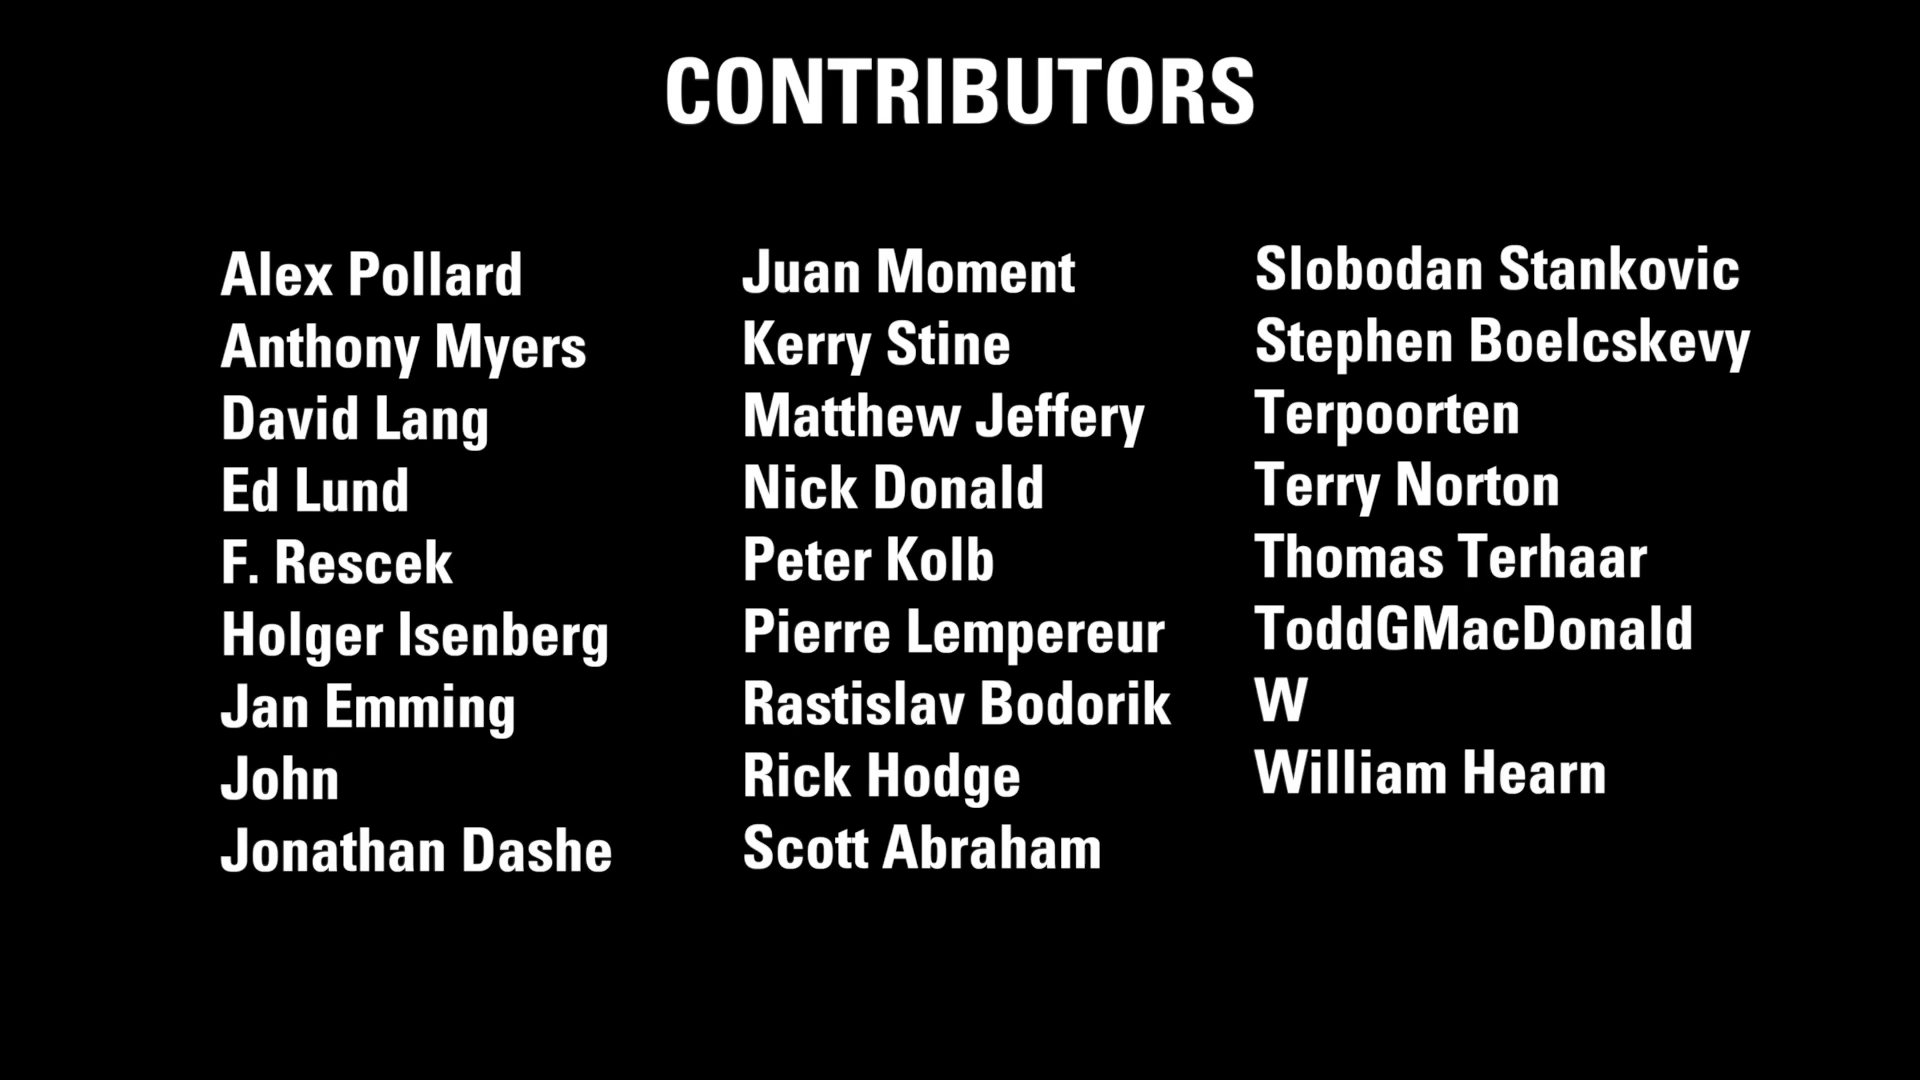 CONTRIBUTORS
Alex Pollard
Anthony Myers
David Lang
Ed Lund
F. Rescek
Holger Isenberg
Jan Emming
John
Jonathan Dashe
Juan Moment
Kerry Stine
Matthew Jeffery
Nick Donald
Peter Kolb
Pierre Lempereur
Rastislav Bodorik
Rick Hodge
Scott Abraham
Slobodan Stankovic
Stephen Boelcskevy
Terpoorten
Terry Norton
Thomas Terhaar
ToddGMacDonald
W
William Hearn